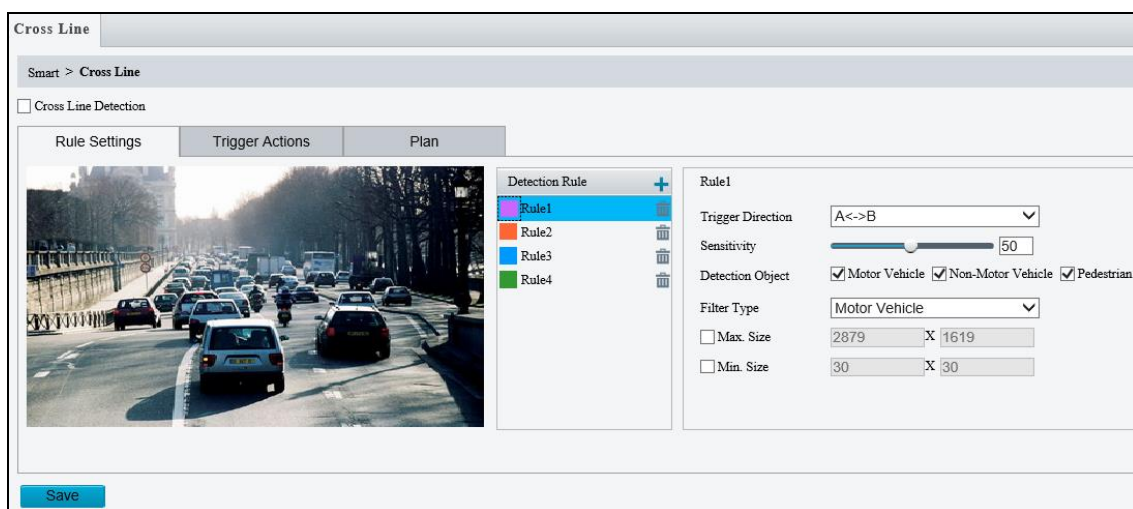 Cross Line
Smart > Cross Line
Cross Line Detection
Rule Settings Trigger Actions Plan
Detection Rule +
Rule1
Rule2
Rule3
Rule4
Rule1
Trigger Direction A<->B
Sensitivity 50
Detection Object Motor Vehicle Non-Motor Vehicle Pedestrian
Filter Type Motor Vehicle
Max. Size 2879 X 1619
Min. Size 30 X 30
Save